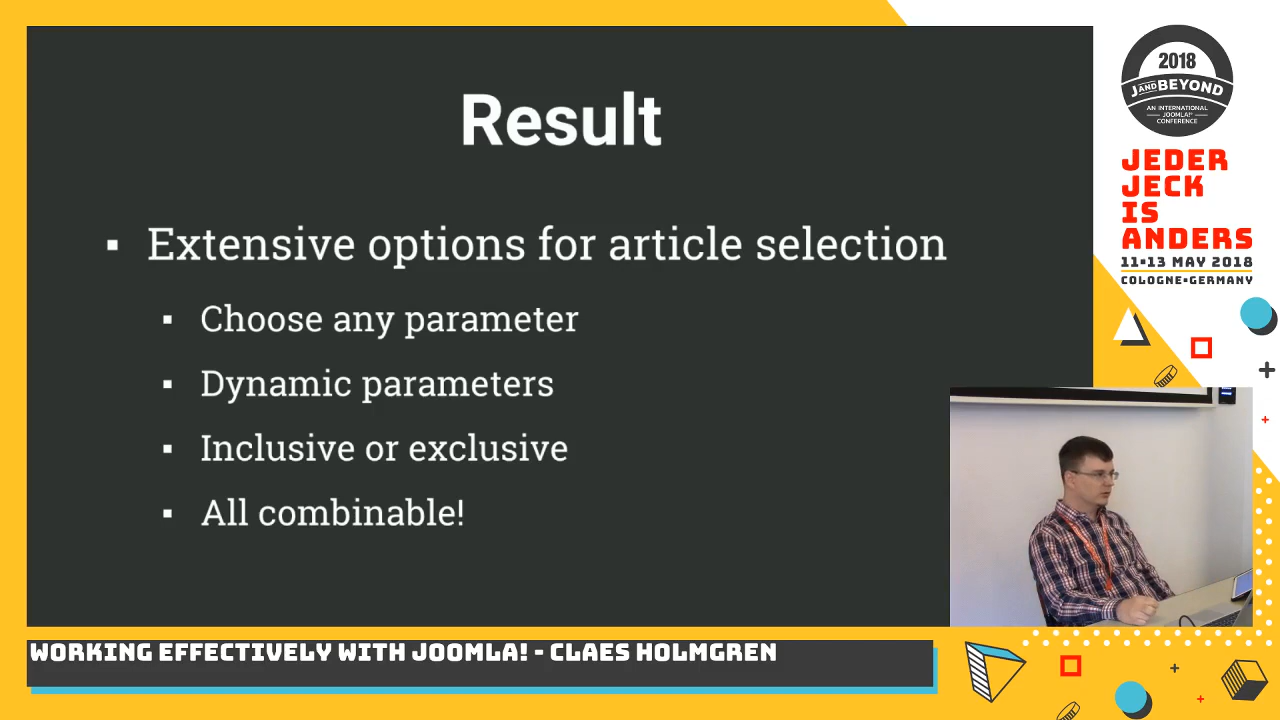 Result
▪ Extensive options for article selection
▪ Choose any parameter
▪ Dynamic parameters
▪ Inclusive or exclusive
▪ All combinable!
2018
J AND BEYOND
AN INTERNATIONAL
JOOMLA!®
CONFERENCE
JEDER
JECK
IS
ANDERS
11▪13 MAY 2018
COLOGNE▪GERMANY
WORKING EFFECTIVELY WITH JOOMLA! - CLAES HOLMGREN